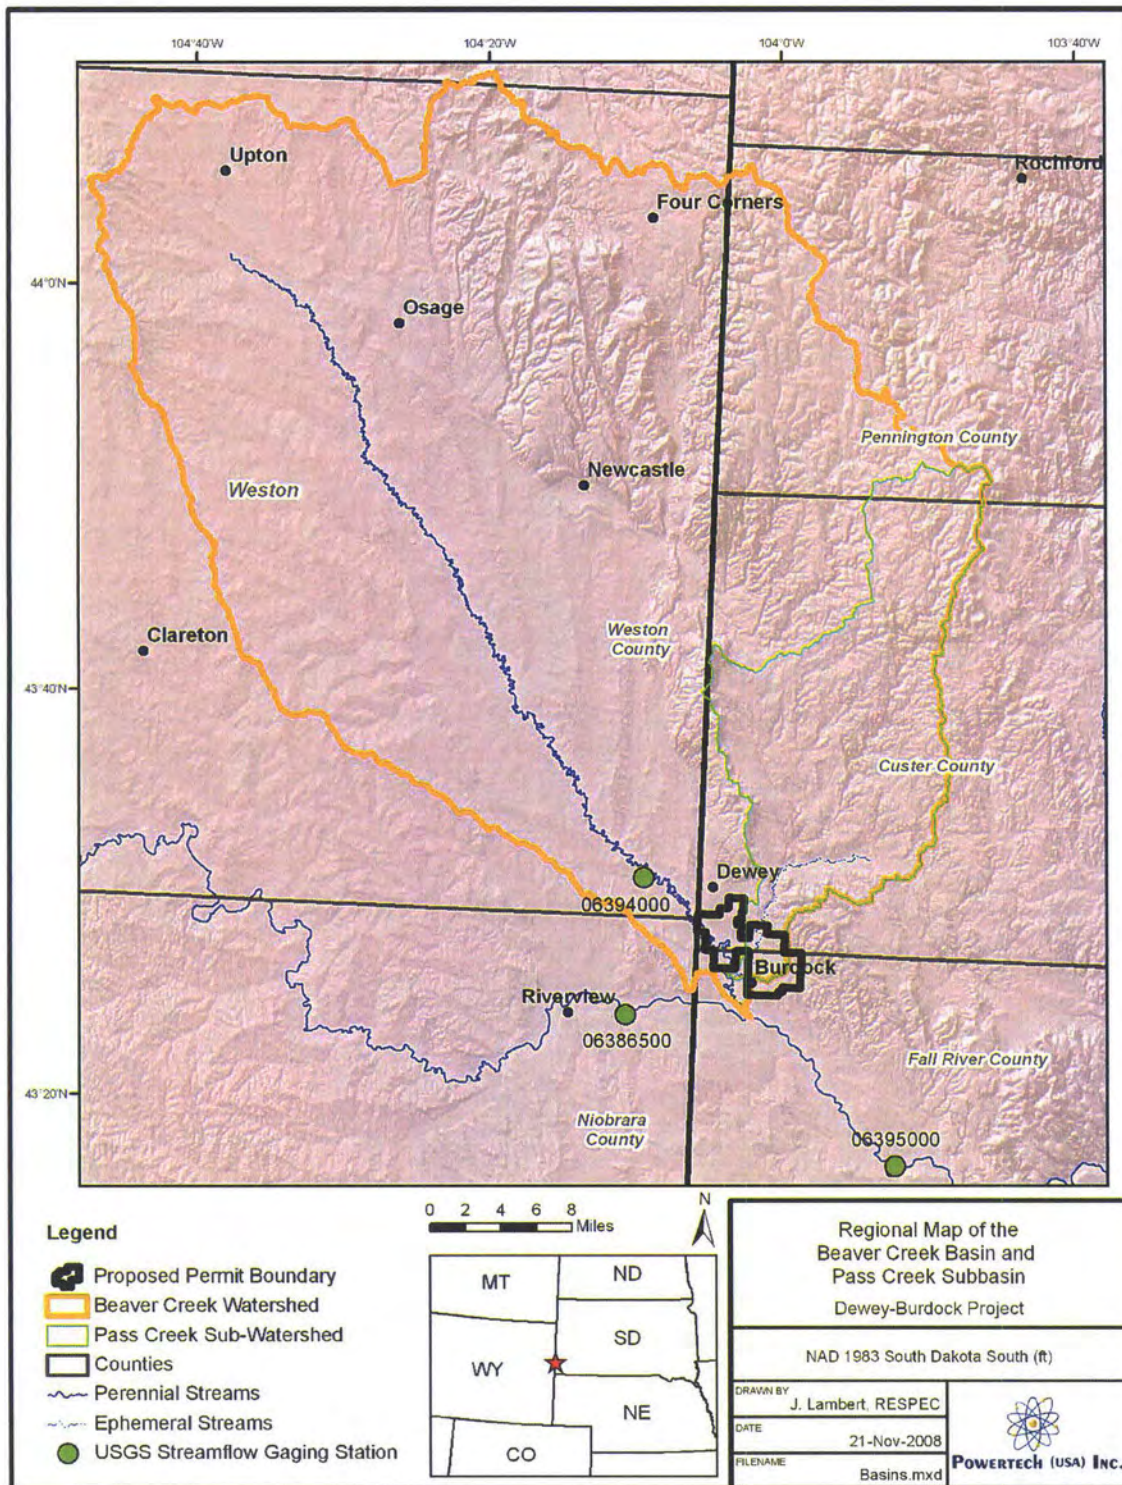 104°40'W
104°20'W
104°0'W
103°40'W
Upton
Rochford
Four Corners
44°0'N
Osage
Pennington County
Newcastle
Weston
Clareton
Weston
County
43°40'N
Custer County
Dewey
06394000
Burdock
Riverview
06386500
Fall River County
43°20'N
Niobrara
County
06395000
Legend
Proposed Permit Boundary
Beaver Creek Watershed
Pass Creek Sub-Watershed
Counties
Perennial Streams
Ephemeral Streams
USGS Streamflow Gaging Station
0 2 4 6 8
Miles
N
MT
ND
SD
WY
NE
CO
Regional Map of the
Beaver Creek Basin and
Pass Creek Subbasin
Dewey-Burdock Project
NAD 1983 South Dakota South (ft)
DRAWN BY
J. Lambert, RESPEC
DATE
21-Nov-2008
FILENAME
Basins.mxd
POWERTECH (USA) INC.